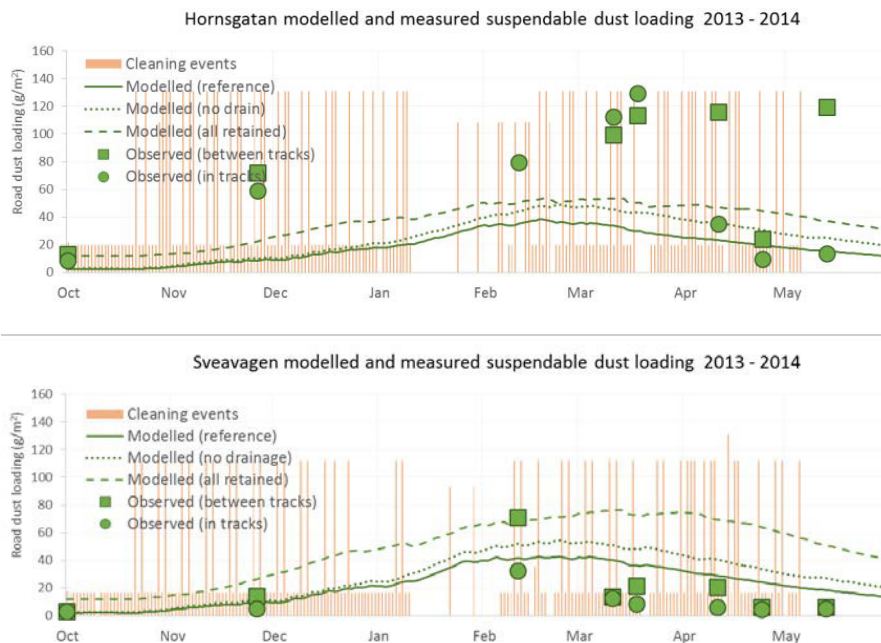 Hornsgatan modelled and measured suspendable dust loading 2013 - 2014
Road dust loading (g/m²)
160
140
120
100
80
60
40
20
0
Cleaning events
Modelled (reference)
Modelled (no drain)
Modelled (all retained)
Observed (between tracks)
Observed (in tracks)
Oct Nov Dec Jan Feb Mar Apr May
Sveavagen modelled and measured suspendable dust loading 2013 - 2014
Road dust loading (g/m²)
160
140
120
100
80
60
40
20
0
Cleaning events
Modelled (reference)
Modelled (no drainage)
Modelled (all retained)
Observed (between tracks)
Observed (in tracks)
Oct Nov Dec Jan Feb Mar Apr May